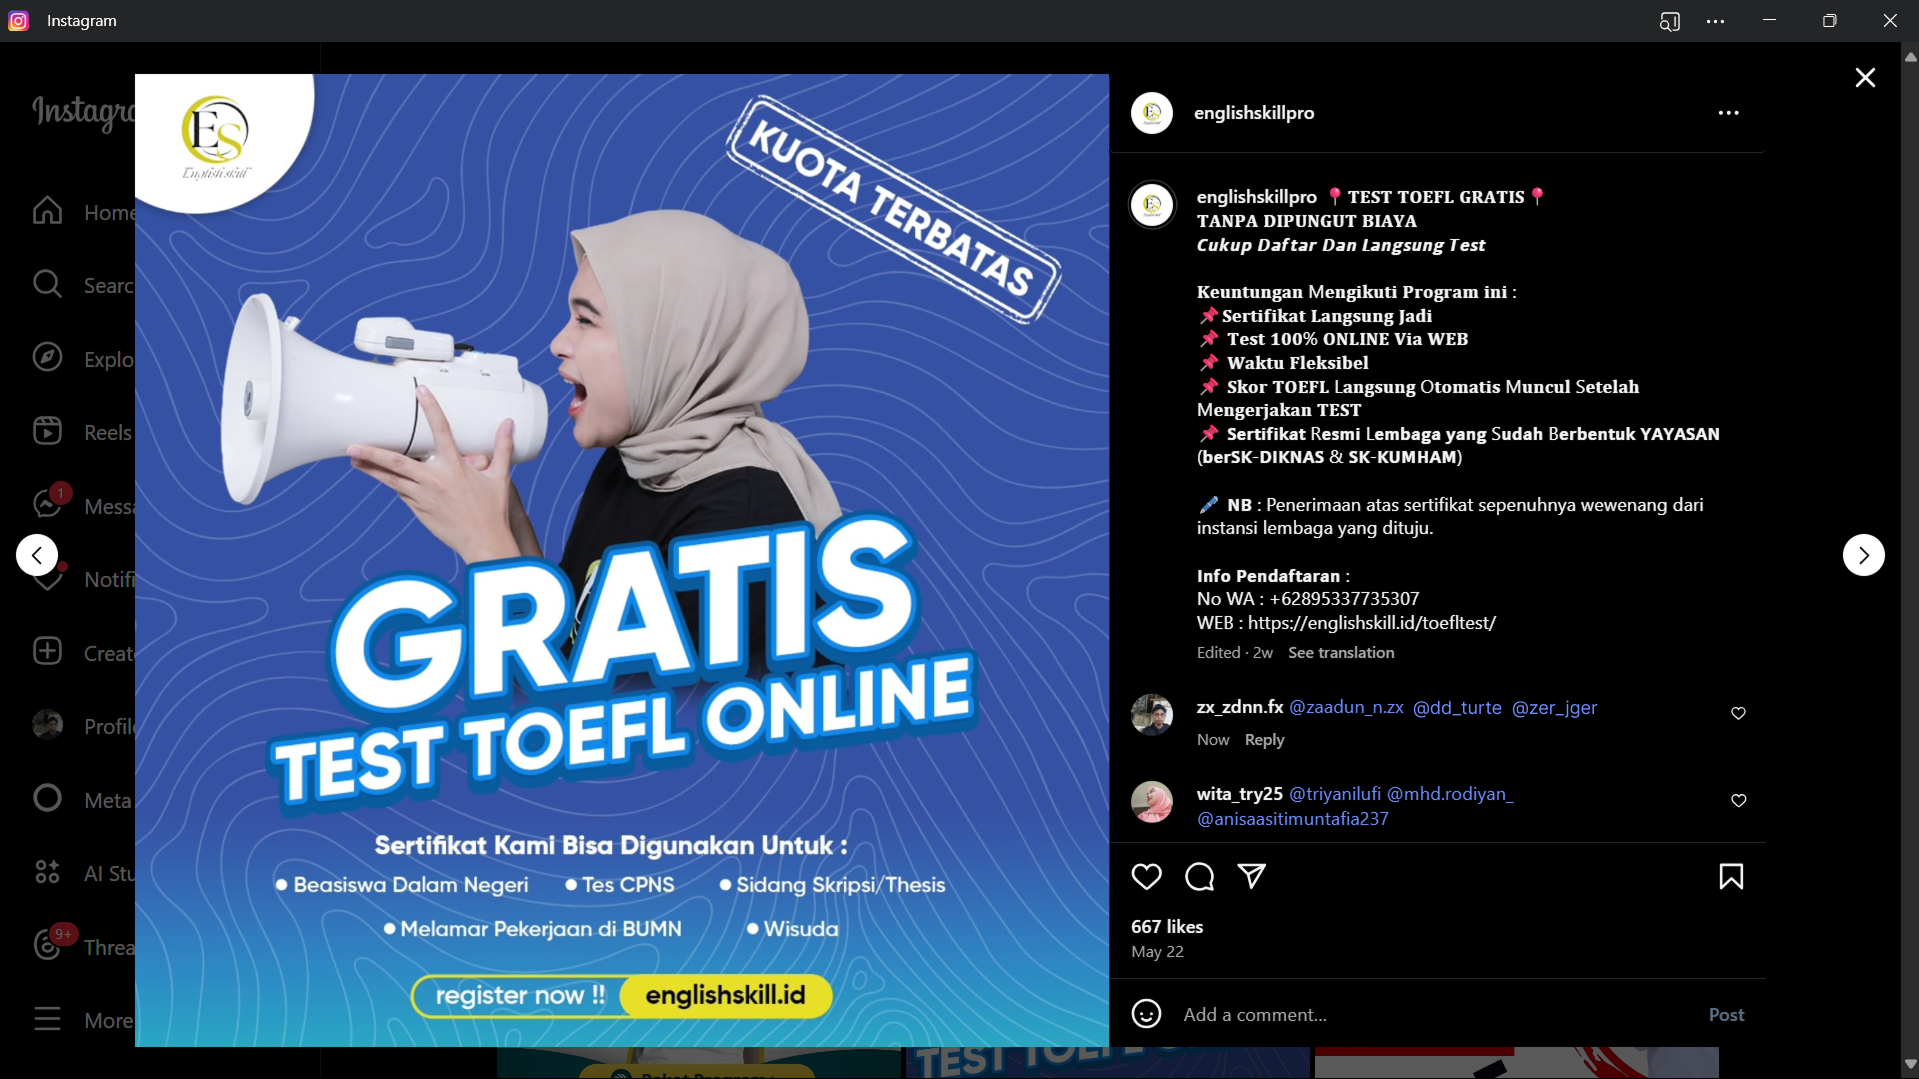 Instagram
Home
Explo
Reels
1
Messa
Notifi
Profile
Meta
AI Stu
9+
Threa
More
ES
English skill
KUOTA TERBATAS
GRATIS
TEST TOEFL ONLINE
Sertifikat Kami Bisa Digunakan Untuk :
• Beasiswa Dalam Negeri • Tes CPNS • Sidang Skripsi/Thesis
• Melamar Pekerjaan di BUMN • Wisuda
register now !! englishskill.id
englishskillpro
englishskillpro 📍TEST TOEFL GRATIS📍
TANPA DIPUNGUT BIAYA
Cukup Daftar Dan Langsung Test
Keuntungan Mengikuti Program ini :
📌Sertifikat Langsung Jadi
📌 Test 100% ONLINE Via WEB
📌 Waktu Fleksibel
📌 Skor TOEFL Langsung Otomatis Muncul Setelah
Mengerjakan TEST
📌 Sertifikat Resmi Lembaga yang Sudah Berbentuk YAYASAN
(berSK-DIKNAS & SK-KUMHAM)
🖊️ NB : Penerimaan atas sertifikat sepenuhnya wewenang dari
instansi lembaga yang dituju.
Info Pendaftaran :
No WA : +62895337735307
WEB : https://englishskill.id/toefltest/
Edited · 2w See translation
zx_zdnn.fx @zaadun_n.zx @dd_turte @zer_jger
Now Reply
wita_try25 @triyanilufi @mhd.rodiyan_
@anisaasitimuntafia237
667 likes
May 22
Add a comment...
Post